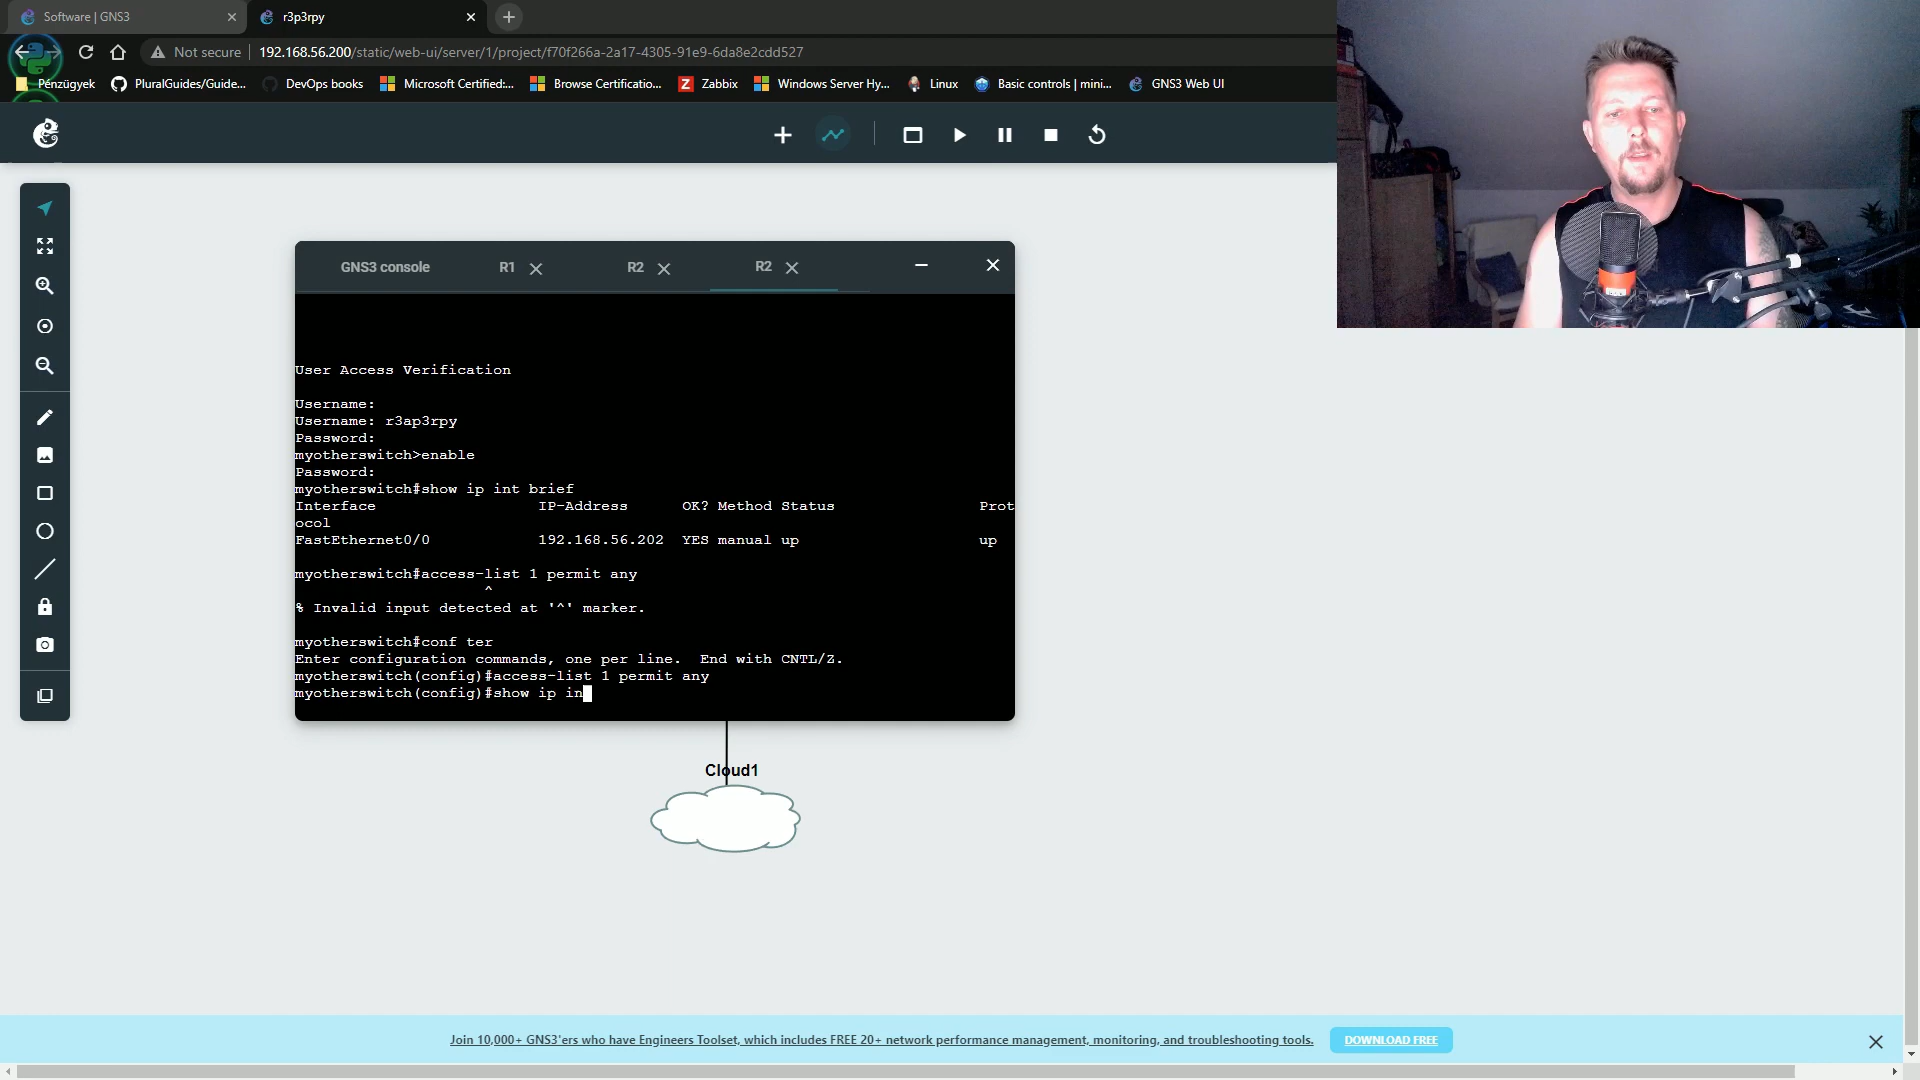 Software | GNS3
r3p3rpy
Not secure
192.168.56.200/static/web-ui/server/1/project/f70f266a-2a17-4305-91e9-6da8e2cdd527
Pénzügyek
PluralGuides/Guide...
DevOps books
Microsoft Certified:...
Browse Certificatio...
Z
Zabbix
Windows Server Hy...
Linux
Basic controls | mini...
GNS3 Web UI
GNS3 console
R1
R2
R2
User Access Verification
Username:
Username: r3ap3rpy
Password:
myotherswitch>enable
Password:
myotherswitch#show ip int brief
Interface IP-Address OK? Method Status Prot
ocol
FastEthernet0/0 192.168.56.202 YES manual up up
myotherswitch#access-list 1 permit any
^
% Invalid input detected at '^' marker.
myotherswitch#conf ter
Enter configuration commands, one per line. End with CNTL/Z.
myotherswitch(config)#access-list 1 permit any
myotherswitch(config)#show ip in
Cloud1
Join 10,000+ GNS3'ers who have Engineers Toolset, which includes FREE 20+ network performance management, monitoring, and troubleshooting tools.
DOWNLOAD FREE